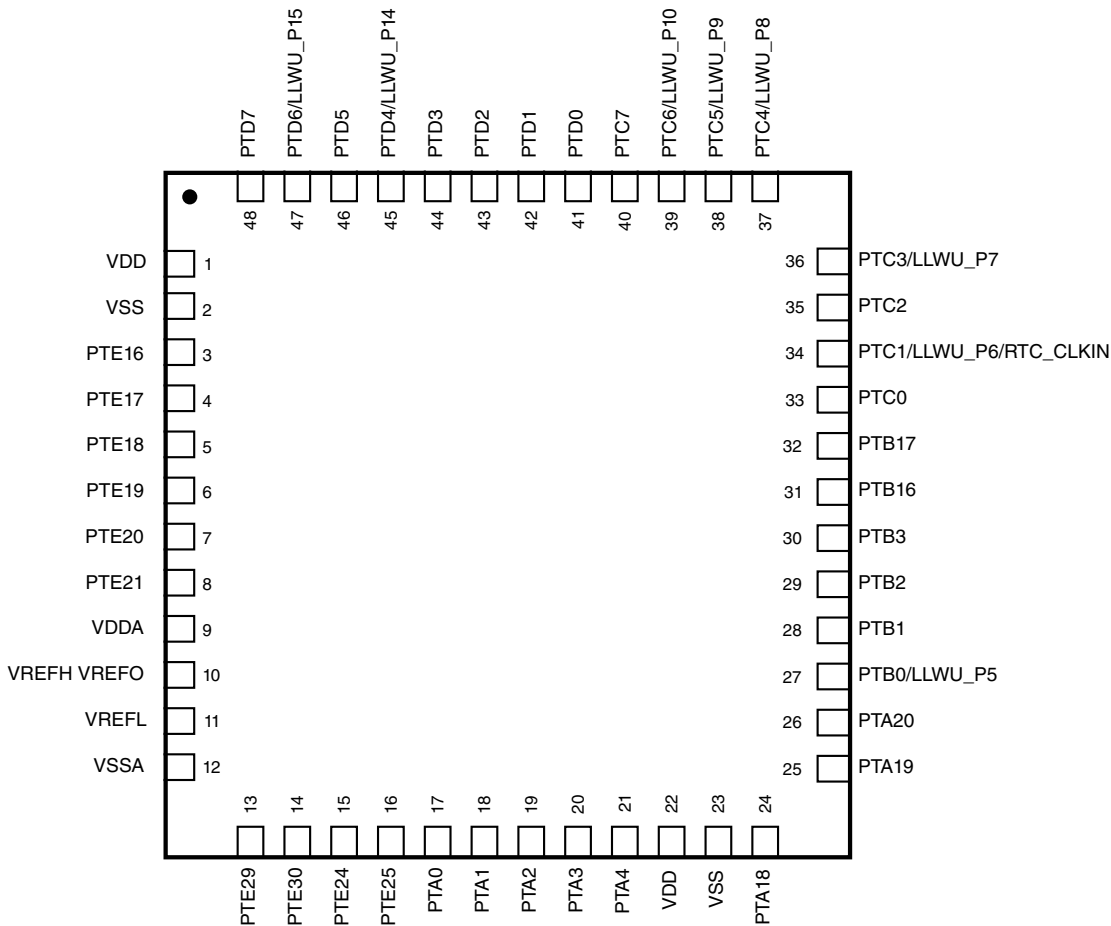 PTD7
PTD6/LLWU_P15
PTD5
PTD4/LLWU_P14
PTD3
PTD2
PTD1
PTD0
PTC7
PTC6/LLWU_P10
PTC5/LLWU_P9
PTC4/LLWU_P8
48
47
46
45
44
43
42
41
40
39
38
37
VDD 1
VSS 2
PTE16 3
PTE17 4
PTE18 5
PTE19 6
PTE20 7
PTE21 8
VDDA 9
VREFH VREFO 10
VREFL 11
VSSA 12
36 PTC3/LLWU_P7
35 PTC2
34 PTC1/LLWU_P6/RTC_CLKIN
33 PTC0
32 PTB17
31 PTB16
30 PTB3
29 PTB2
28 PTB1
27 PTB0/LLWU_P5
26 PTA20
25 PTA19
13
14
15
16
17
18
19
20
21
22
23
24
PTE29
PTE30
PTE24
PTE25
PTA0
PTA1
PTA2
PTA3
PTA4
VDD
VSS
PTA18